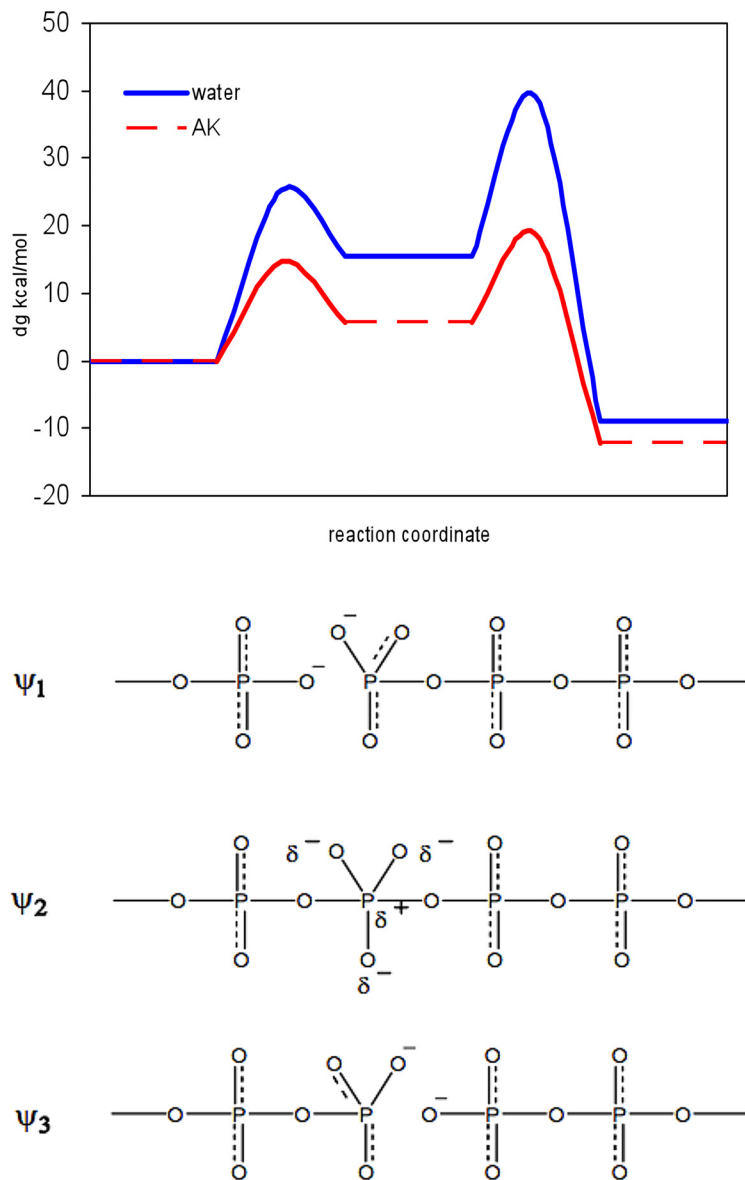 50
40
30
20
10
0
-10
-20
dg kcal/mol
water
AK
reaction coordinate
O O⁻ O O O
Ψ1 O P O⁻ P O P O P O
O O O O
O O O O O
δ⁻ δ⁻
Ψ2 O P O P O P O P O
δ⁺
O O O O
δ⁻
O O O⁻ O O
Ψ3 O P O P O⁻ P O P O
O O O O